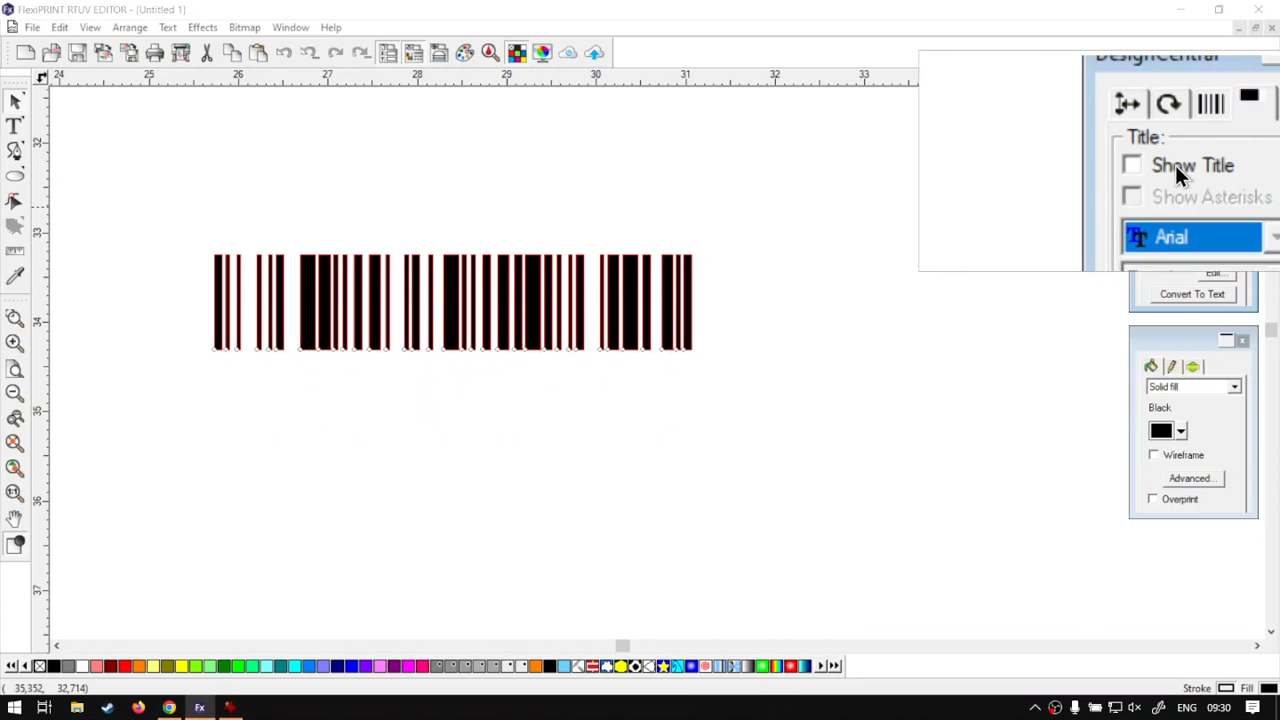 FlexiPRINT RTUV EDITOR - [Untitled 1]
File Edit View Arrange Text Effects Bitmap Window Help
24 25 26 27 28 29 30 31 32 33
DesignCentral
Title:
Show Title
Show Asterisks
Arial
Edit...
Convert To Text
32
33
34
35
36
37
Solid fill
Black
Wireframe
Advanced...
Overprint
( 35,352, 32,714)
Stroke Fill
ENG 09:30